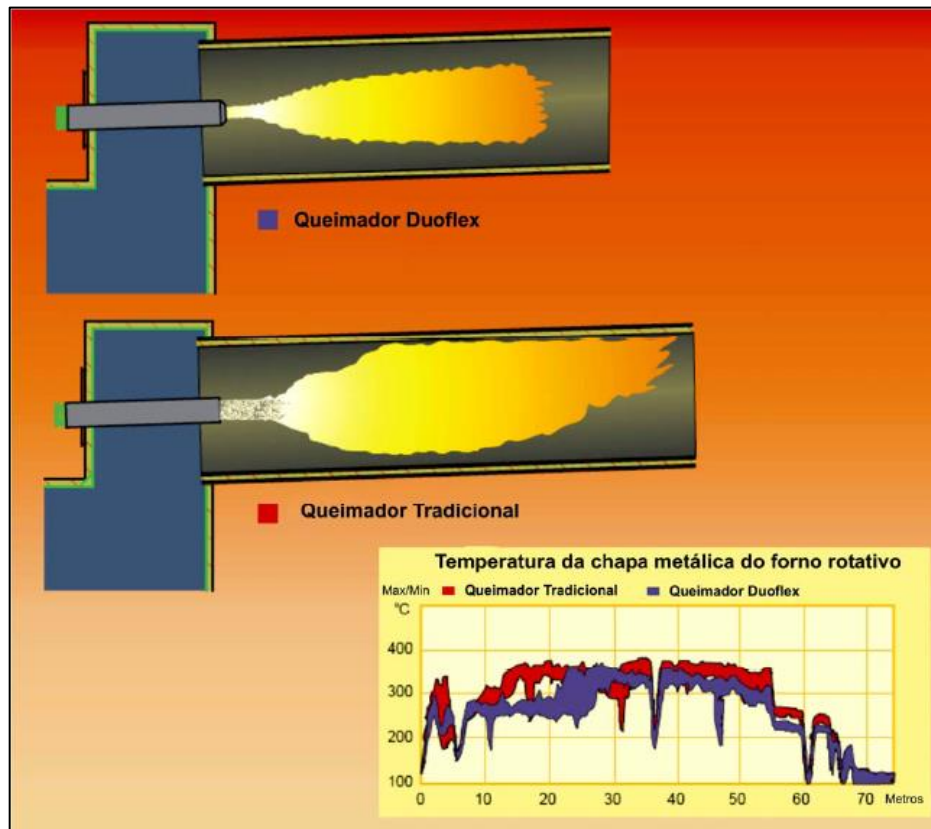 Queimador Duoflex
Queimador Tradicional
Temperatura da chapa metálica do forno rotativo
Max/Min
Queimador Tradicional
Queimador Duoflex
°C
400
300
200
100
0
10
20
30
40
50
60
70
Metros